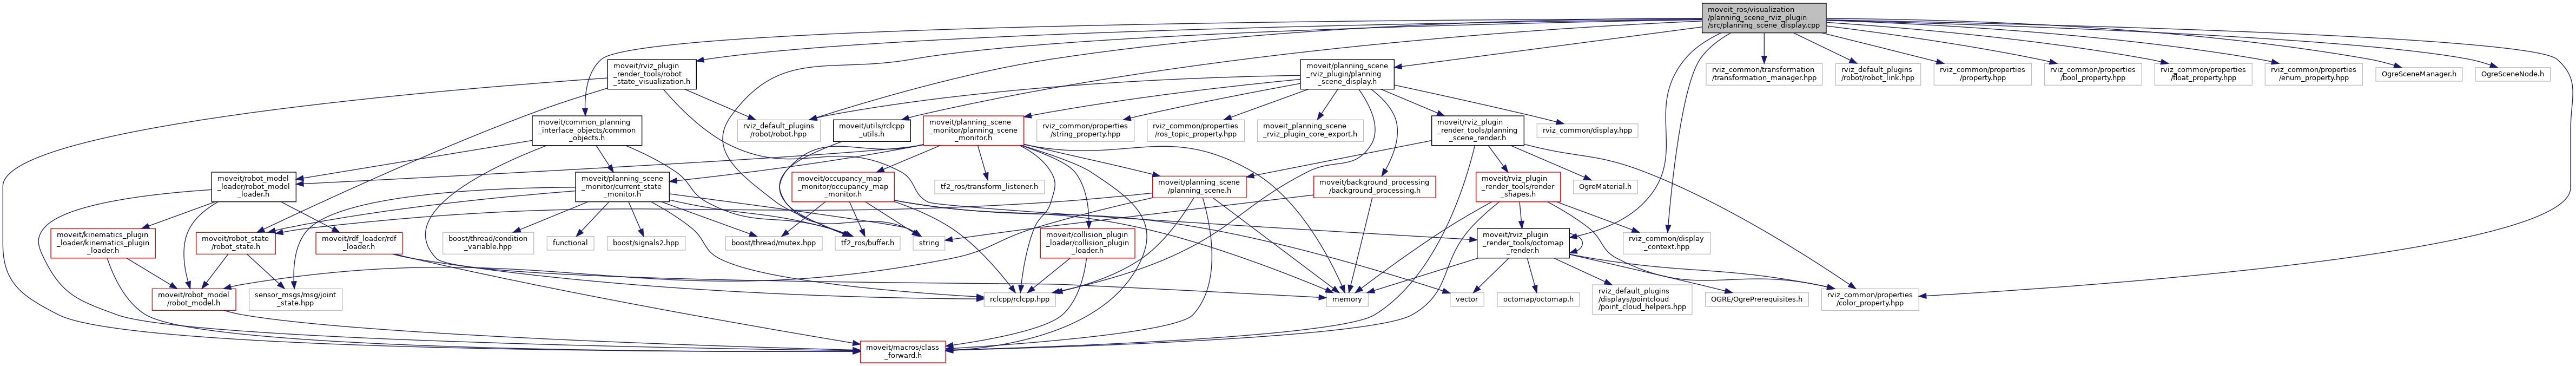 moveit_ros/visualization
/planning_scene_rviz_plugin
/src/planning_scene_display.cpp
moveit/rviz_plugin
_render_tools/robot
_state_visualization.h
moveit/planning_scene
_rviz_plugin/planning
_scene_display.h
rviz_common/transformation
/transformation_manager.hpp
rviz_default_plugins
/robot/robot_link.hpp
rviz_common/properties
/property.hpp
rviz_common/properties
/bool_property.hpp
rviz_common/properties
/float_property.hpp
rviz_common/properties
/enum_property.hpp
OgreSceneManager.h
OgreSceneNode.h
moveit/common_planning
_interface_objects/common
_objects.h
rviz_default_plugins
/robot/robot.hpp
moveit/utils/rclcpp
_utils.h
moveit/planning_scene
_monitor/planning_scene
_monitor.h
rviz_common/properties
/string_property.hpp
rviz_common/properties
/ros_topic_property.hpp
moveit_planning_scene
_rviz_plugin_core_export.h
moveit/rviz_plugin
_render_tools/planning
_scene_render.h
rviz_common/display.hpp
moveit/robot_model
_loader/robot_model
_loader.h
moveit/planning_scene
_monitor/current_state
_monitor.h
moveit/occupancy_map
_monitor/occupancy_map
_monitor.h
tf2_ros/transform_listener.h
moveit/planning_scene
/planning_scene.h
moveit/background_processing
/background_processing.h
moveit/rviz_plugin
_render_tools/render
_shapes.h
OgreMaterial.h
moveit/kinematics_plugin
_loader/kinematics_plugin
_loader.h
moveit/robot_state
/robot_state.h
moveit/rdf_loader/rdf
_loader.h
boost/thread/condition
_variable.hpp
functional
boost/signals2.hpp
boost/thread/mutex.hpp
tf2_ros/buffer.h
string
moveit/collision_plugin
_loader/collision_plugin
_loader.h
moveit/rviz_plugin
_render_tools/octomap
_render.h
rviz_common/display
_context.hpp
moveit/robot_model
/robot_model.h
sensor_msgs/msg/joint
_state.hpp
rclcpp/rclcpp.hpp
memory
vector
octomap/octomap.h
rviz_default_plugins
/displays/pointcloud
/point_cloud_helpers.hpp
OGRE/OgrePrerequisites.h
rviz_common/properties
/color_property.hpp
moveit/macros/class
_forward.h